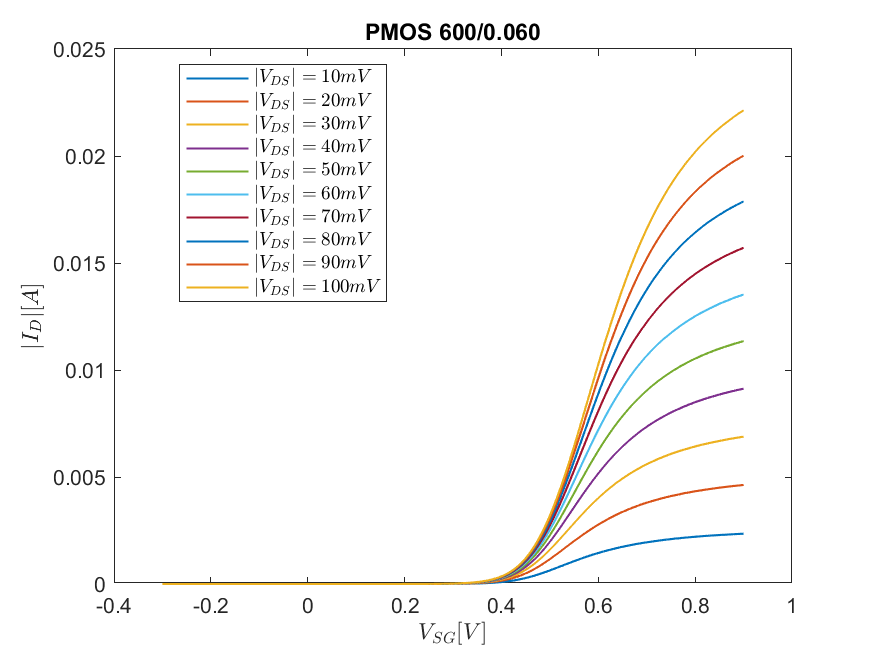 PMOS 600/0.060
0.025
0.02
0.015
0.01
0.005
0
|I_D|[A]
|V_DS| = 10mV
|V_DS| = 20mV
|V_DS| = 30mV
|V_DS| = 40mV
|V_DS| = 50mV
|V_DS| = 60mV
|V_DS| = 70mV
|V_DS| = 80mV
|V_DS| = 90mV
|V_DS| = 100mV
-0.4 -0.2 0 0.2 0.4 0.6 0.8 1
V_SG[V]